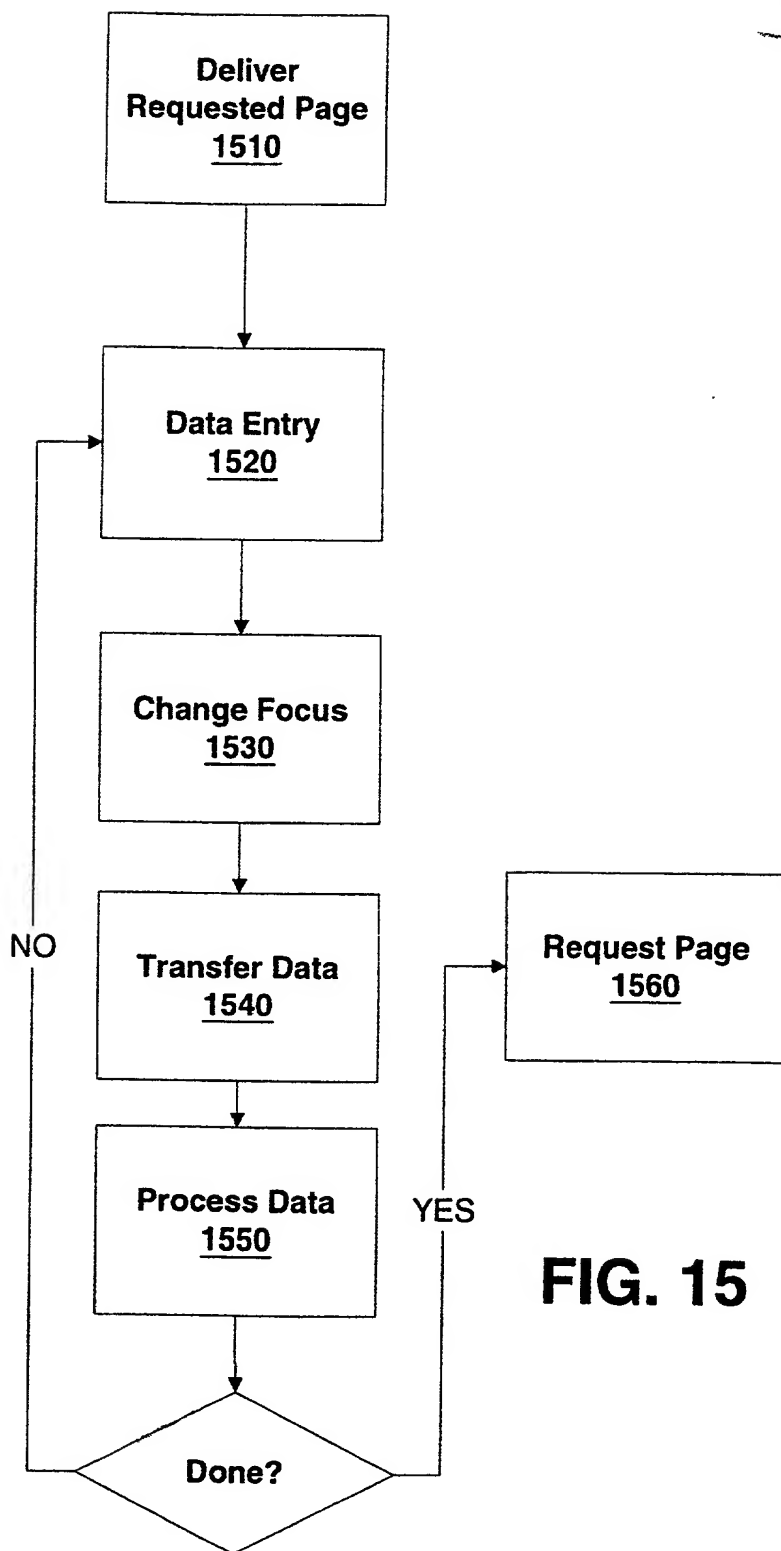 Deliver
Requested Page
1510
Data Entry
1520
Change Focus
1530
NO
Transfer Data
1540
Request Page
1560
Process Data
1550
YES
FIG. 15
Done?